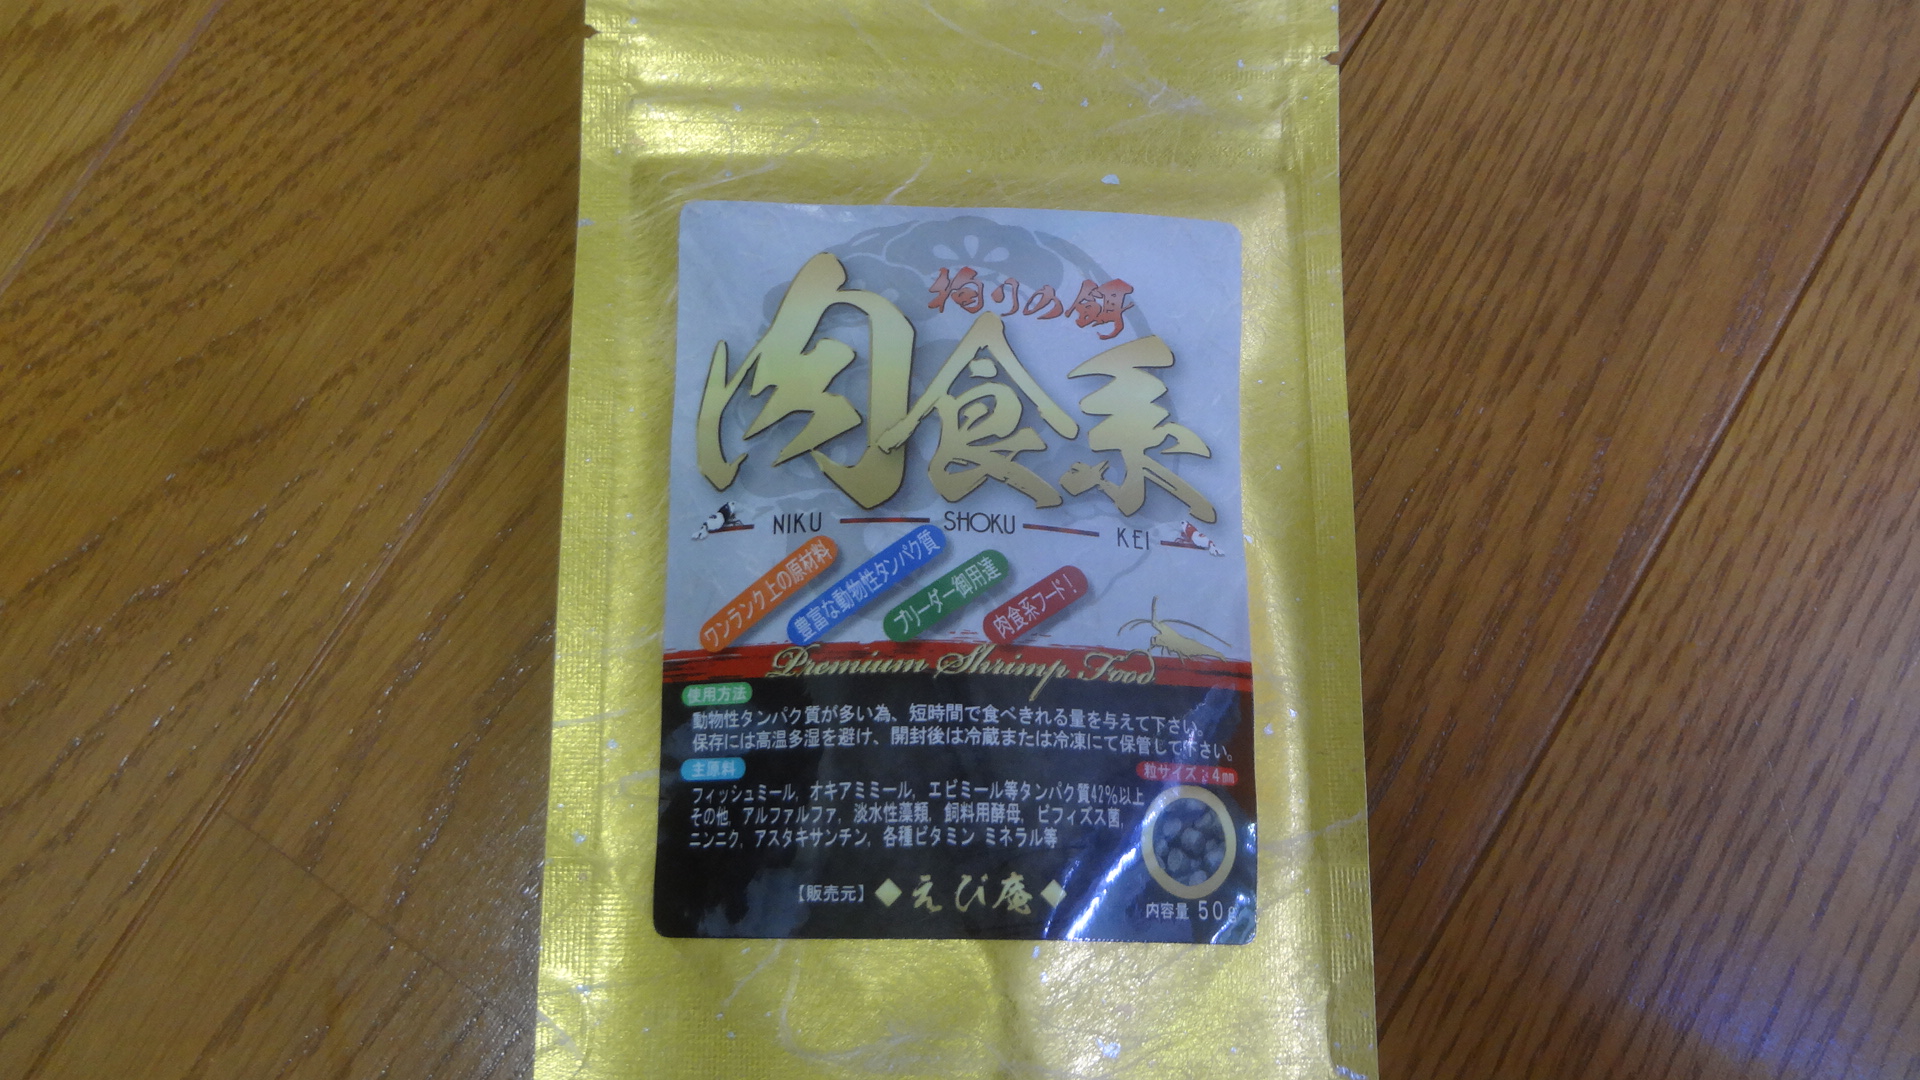 拘りの餌
肉食系
NIKU SHOKU KEI
ワンランク上の原材料
豊富な動物性タンパク質
ブリーダー御用達
肉食系フード!
Premium Shrimp Food
使用方法
動物性タンパク質が多い為、短時間で食べきれる量を与えて下さい。
保存には高温多湿を避け、開封後は冷蔵または冷凍にて保管して下さい。
主原料
粒サイズ:4mm
フィッシュミール, オキアミミール, エビミール等タンパク質42%以上
その他, アルファルファ, 淡水性藻類, 飼料用酵母, ビフィズス菌,
ニンニク, アスタキサンチン, 各種ビタミン ミネラル等
【販売元】◆えび庵◆
内容量 50g